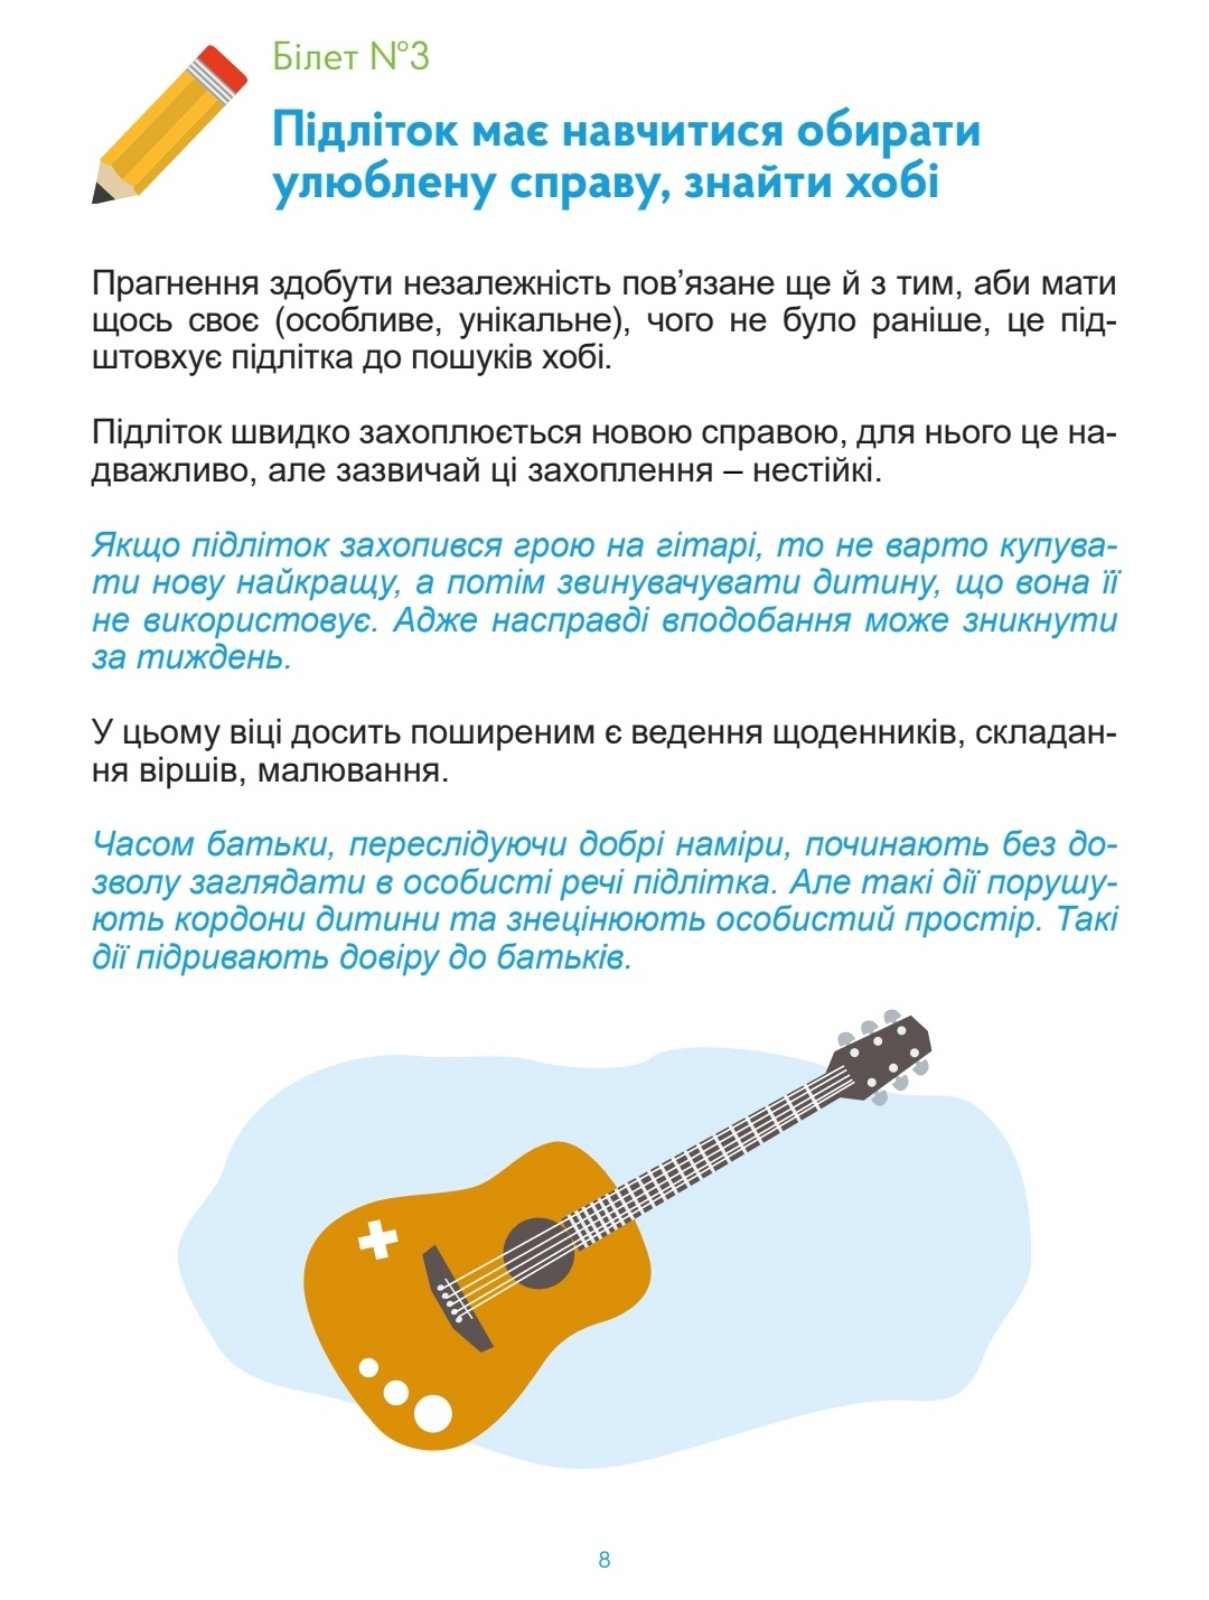 Білет №3
Підліток має навчитися обирати
улюблену справу, знайти хобі
Прагнення здобути незалежність пов’язане ще й з тим, аби мати
щось своє (особливе, унікальне), чого не було раніше, це під-
штовхує підлітка до пошуків хобі.
Підліток швидко захоплюється новою справою, для нього це на-
дважливо, але зазвичай ці захоплення – нестійкі.
Якщо підліток захопився грою на гітарі, то не варто купува-
ти нову найкращу, а потім звинувачувати дитину, що вона її
не використовує. Адже насправді вподобання може зникнути
за тиждень.
У цьому віці досить поширеним є ведення щоденників, складан-
ня віршів, малювання.
Часом батьки, переслідуючи добрі наміри, починають без до-
зволу заглядати в особисті речі підлітка. Але такі дії порушу-
ють кордони дитини та знецінюють особистий простір. Такі
дії підривають довіру до батьків.
8